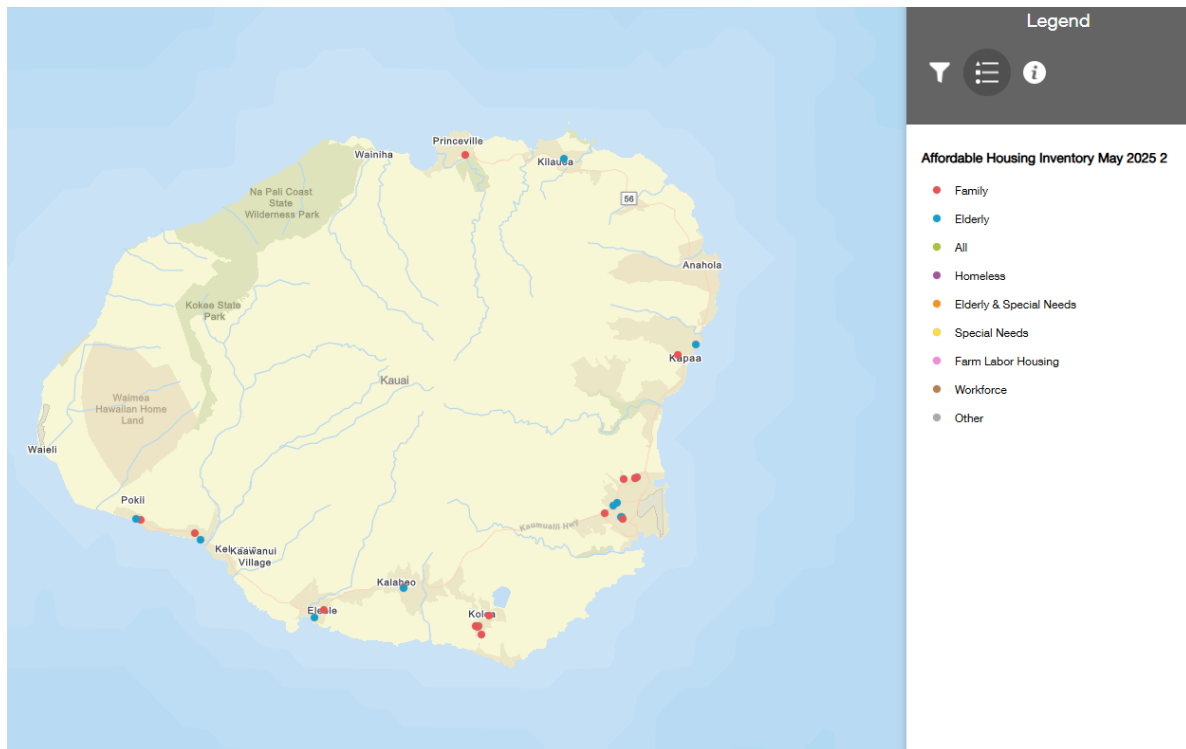 Legend
i
Affordable Housing Inventory May 2025 2
Family
Elderly
All
Homeless
Elderly & Special Needs
Special Needs
Farm Labor Housing
Workforce
Other
Princeville
Wainiha
Kilauea
Na Pali Coast
State
Wilderness Park
56
Anahola
Kokee State
Park
Kapaa
Kauai
Waimea
Hawaiian Home
Land
Waieli
Pokii
Kaumualii Hwy
Kaawanui
Village
Kalaheo
Eleele
Koloa